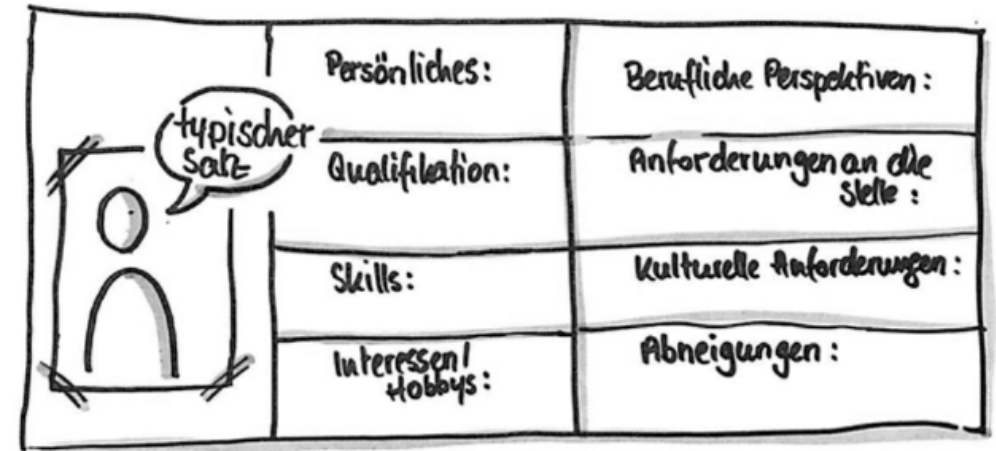 typischer
Satz
Persönliches:
Qualifikation:
Skills:
Interessen/
Hobbys:
Berufliche Perspektiven:
Anforderungen an die
Stelle:
Kulturelle Anforderungen:
Abneigungen: